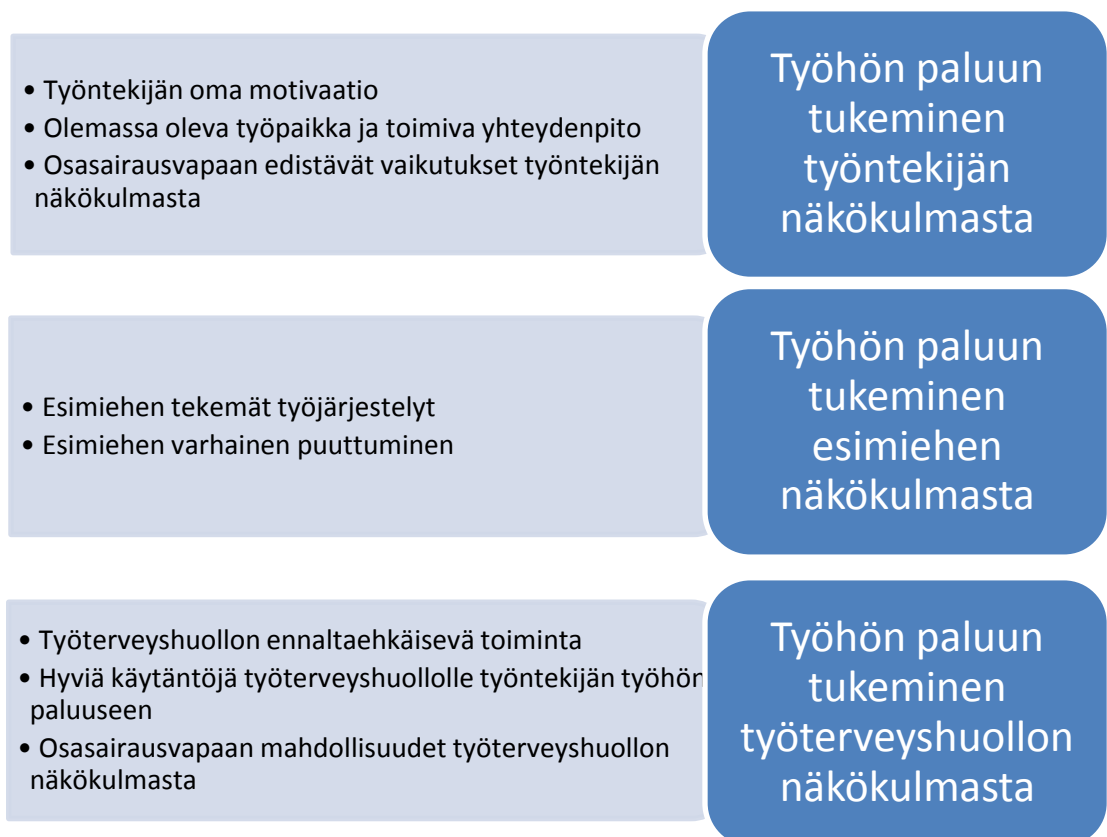 • Työntekijän oma motivaatio
• Olemassa oleva työpaikka ja toimiva yhteydenpito
• Osasairausvapaan edistävät vaikutukset työntekijän
näkökulmasta
Työhön paluun
tukeminen
työntekijän
näkökulmasta
• Esimiehen tekemät työjärjestelyt
• Esimiehen varhainen puuttuminen
Työhön paluun
tukeminen
esimiehen
näkökulmasta
• Työterveyshuollon ennaltaehkäisevä toiminta
• Hyviä käytäntöjä työterveyshuollolle työntekijän työhön
paluuseen
• Osasairausvapaan mahdollisuudet työterveyshuollon
näkökulmasta
Työhön paluun
tukeminen
työterveyshuollon
näkökulmasta